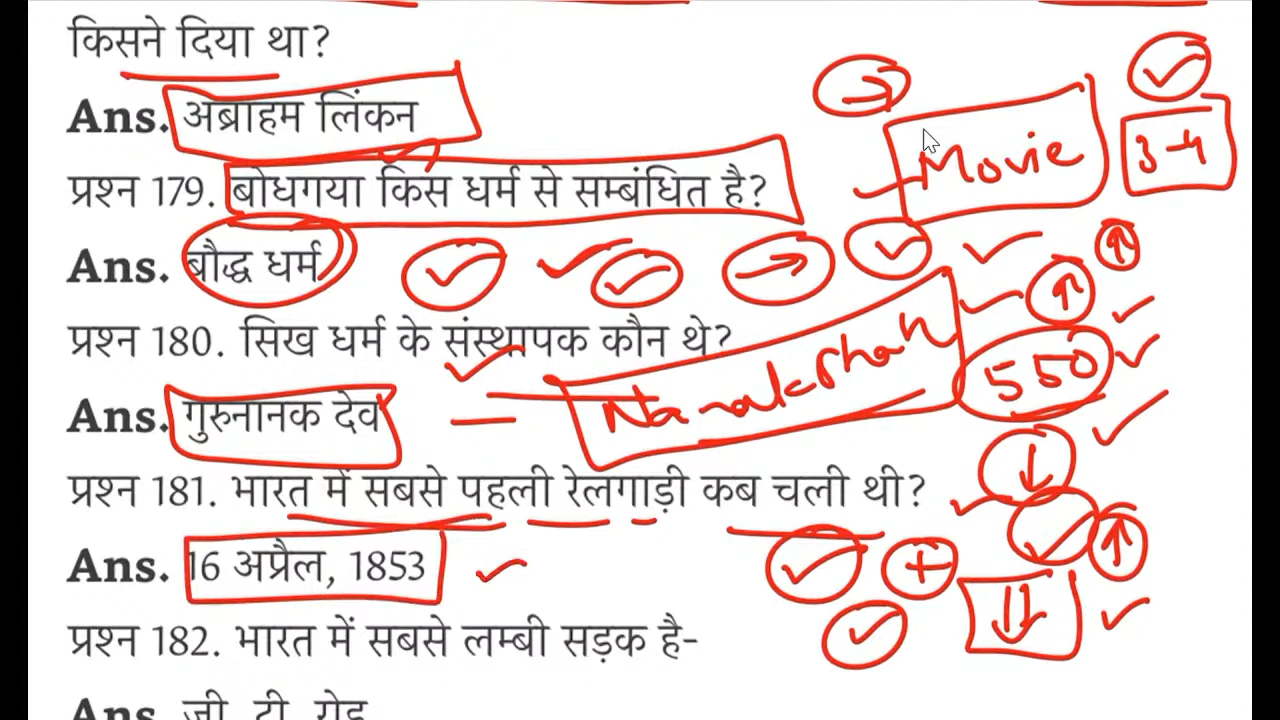 किसने दिया था?
Ans. अब्राहम लिंकन
Movie
3-4
प्रश्न 179. बोधगया किस धर्म से सम्बंधित है?
Ans. बौद्ध धर्म
प्रश्न 180. सिख धर्म के संस्थापक कौन थे?
Nanakshah
550
Ans. गुरुनानक देव
प्रश्न 181. भारत में सबसे पहली रेलगाड़ी कब चली थी?
Ans. 16 अप्रैल, 1853
प्रश्न 182. भारत में सबसे लम्बी सड़क है-
Ans. जी. टी. रोड